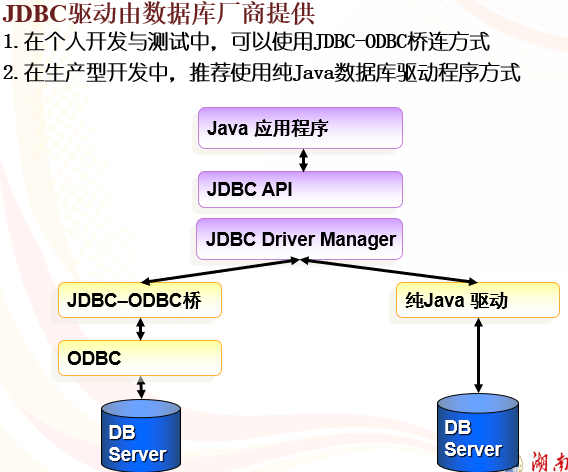 JDBC驱动由数据库厂商提供
1.在个人开发与测试中，可以使用JDBC-ODBC桥连方式
2.在生产型开发中，推荐使用纯Java数据库驱动程序方式
Java 应用程序
JDBC API
JDBC Driver Manager
JDBC–ODBC桥
纯Java 驱动
ODBC
DB
Server
DB
Server
湖南